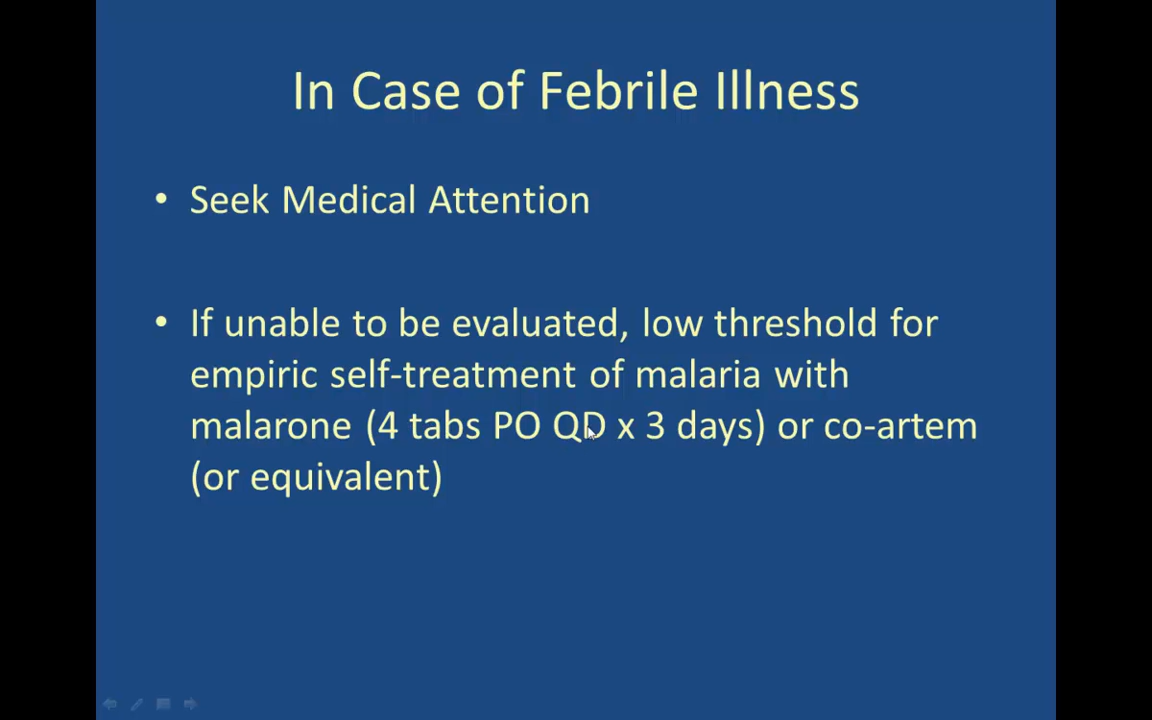 In Case of Febrile Illness
• Seek Medical Attention
• If unable to be evaluated, low threshold for
empiric self-treatment of malaria with
malarone (4 tabs PO QD x 3 days) or co-artem
(or equivalent)